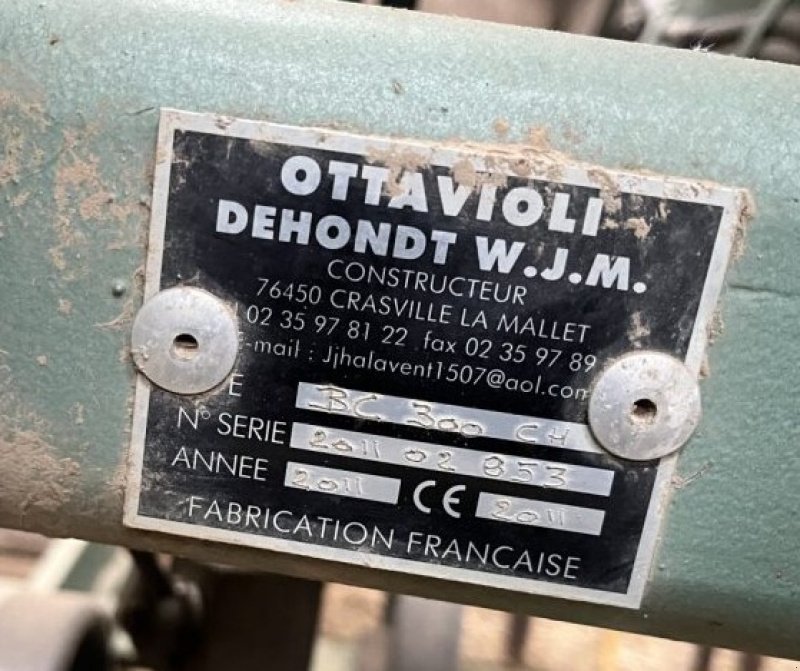 OTTAVIOLI
DEHONDT W.J.M.
CONSTRUCTEUR
76450 CRASVILLE LA MALLET
02 35 97 81 22 fax 02 35 97 89
-mail : Jjhalavent1507@aol.com
E BC 300 CH
N° SERIE 2011 02 853
ANNEE 2011 CE 2011
FABRICATION FRANCAISE